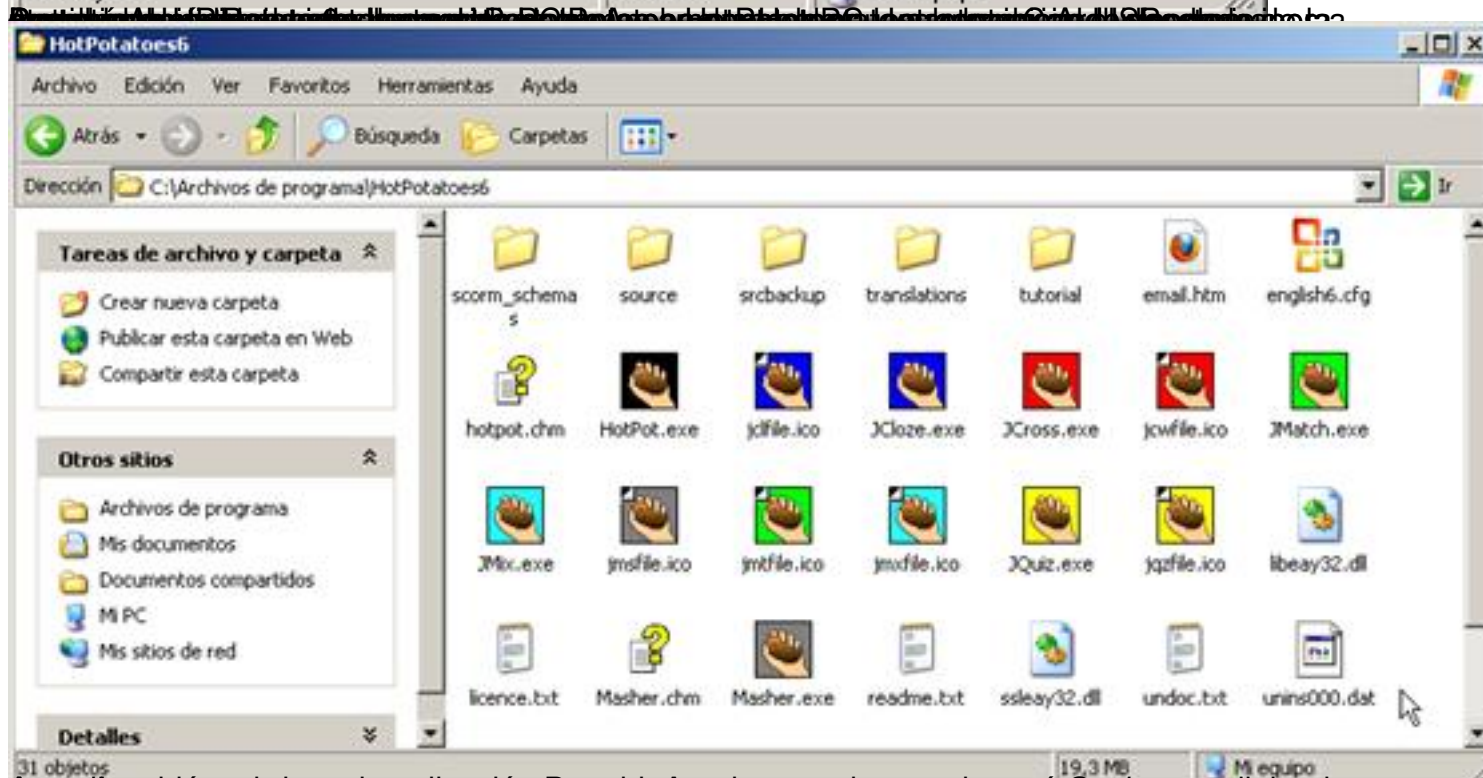 HotPotatoes6
Archivo Edición Ver Favoritos Herramientas Ayuda
Atrás Búsqueda Carpetas
Dirección C:\Archivos de programa\HotPotatoes6 Ir
Tareas de archivo y carpeta
Crear nueva carpeta
Publicar esta carpeta en Web
Compartir esta carpeta
Otros sitios
Archivos de programa
Mis documentos
Documentos compartidos
Mi PC
Mis sitios de red
Detalles
scorm_schemas source srcbackup translations tutorial email.htm english6.cfg
hotpot.chm HotPot.exe jclfile.ico JCloze.exe JCross.exe jcwfile.ico JMatch.exe
JMix.exe jmsfile.ico jmtfile.ico jmxfile.ico JQuiz.exe jqzfile.ico libeay32.dll
licence.txt Masher.chm Masher.exe readme.txt ssleay32.dll undoc.txt unins000.dat
31 objetos 19,3 MB Mi equipo